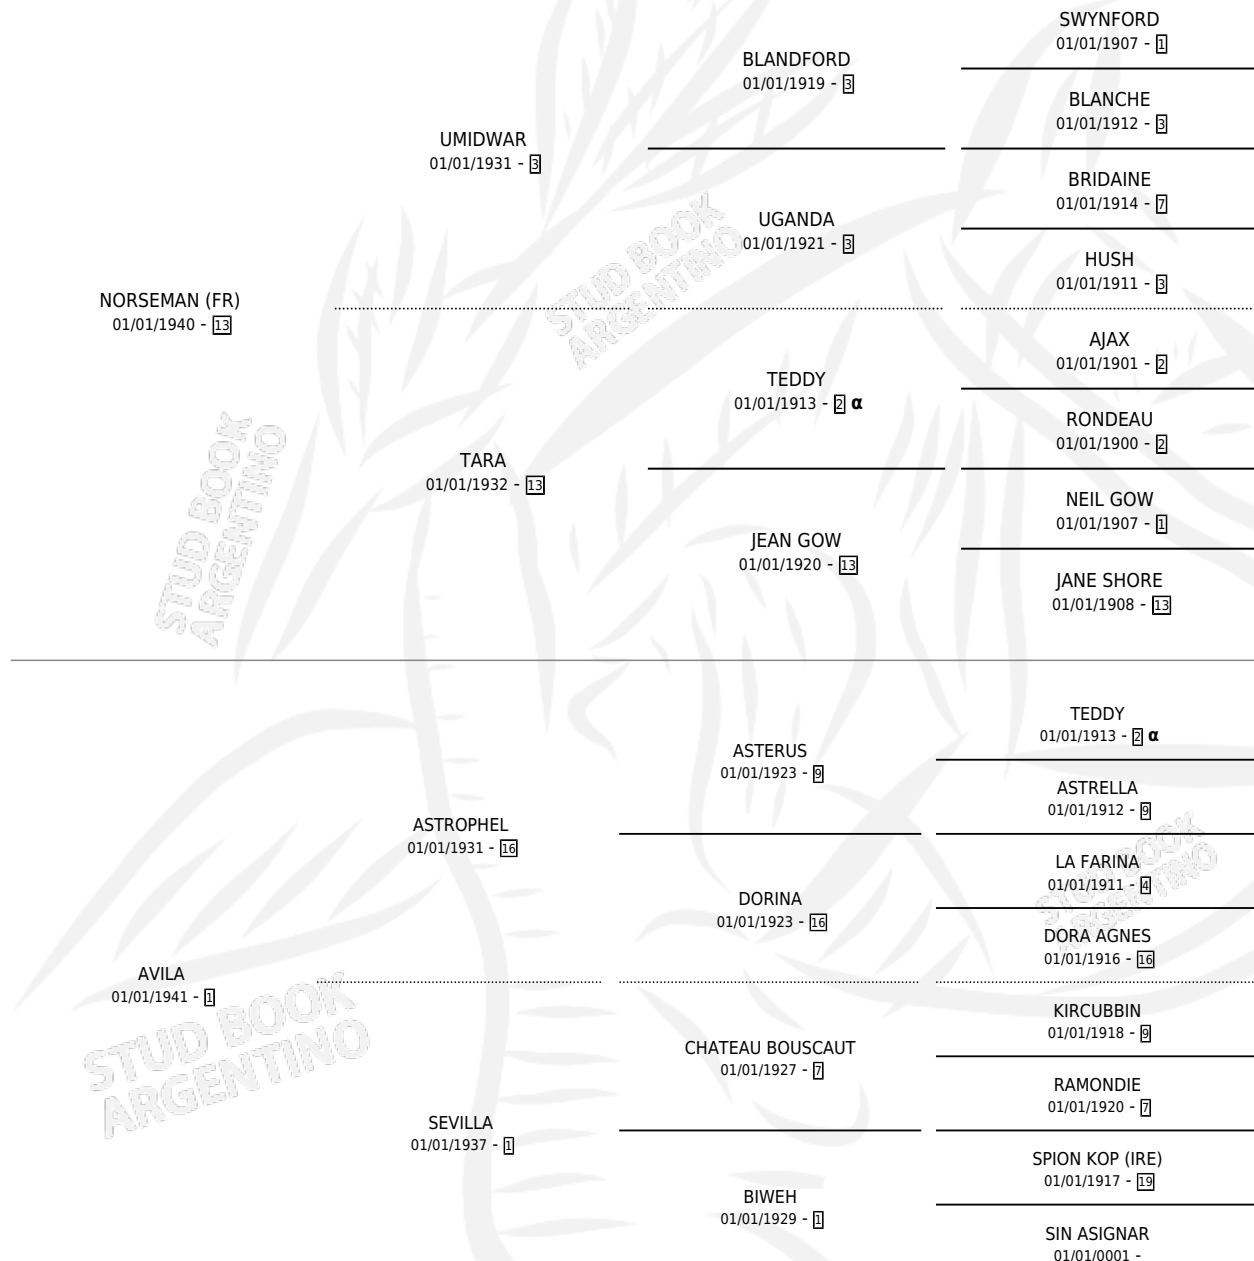 SWYNFORD
01/01/1907 - 1
BLANDFORD
01/01/1919 - 3
BLANCHE
01/01/1912 - 3
UMIDWAR
01/01/1931 - 3
BRIDAINE
01/01/1914 - 7
UGANDA
01/01/1921 - 3
HUSH
01/01/1911 - 3
NORSEMAN (FR)
01/01/1940 - 13
AJAX
01/01/1901 - 2
TEDDY
01/01/1913 - 2 α
RONDEAU
01/01/1900 - 2
TARA
01/01/1932 - 13
NEIL GOW
01/01/1907 - 1
JEAN GOW
01/01/1920 - 13
JANE SHORE
01/01/1908 - 13
TEDDY
01/01/1913 - 2 α
ASTERUS
01/01/1923 - 9
ASTRELLA
01/01/1912 - 9
ASTROPHEL
01/01/1931 - 16
LA FARINA
01/01/1911 - 4
DORINA
01/01/1923 - 16
DORA AGNES
01/01/1916 - 16
AVILA
01/01/1941 - 1
KIRCUBBIN
01/01/1918 - 9
CHATEAU BOUSCAUT
01/01/1927 - 7
RAMONDIE
01/01/1920 - 7
SEVILLA
01/01/1937 - 1
SPION KOP (IRE)
01/01/1917 - 19
BIWEH
01/01/1929 - 1
SIN ASIGNAR
01/01/0001 -
STUD BOOK
ARGENTINO
STUD BOOK
ARGENTINO
STUD BOOK
ARGENTINO
STUD BOOK
ARGENTINO